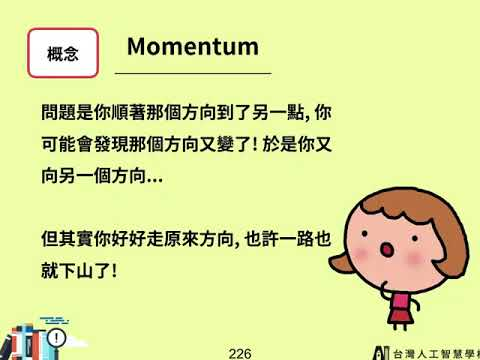 概念
Momentum
問題是你順著那個方向到了另一點, 你
可能會發現那個方向又變了! 於是你又
向另一個方向...
但其實你好好走原來方向, 也許一路也
就下山了!
!
226
AI 台灣人工智慧學校